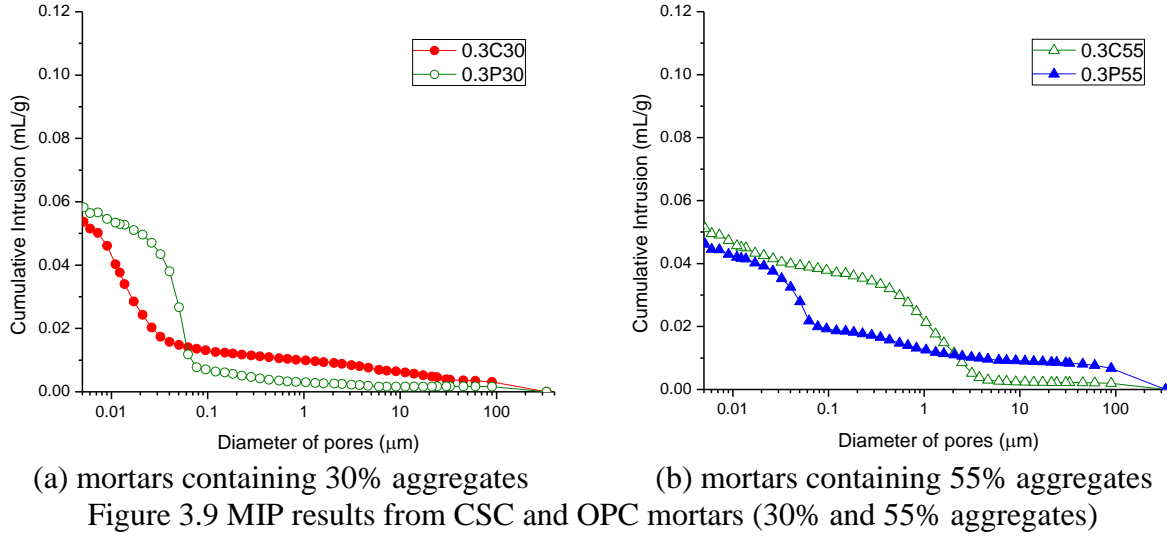 0.12
0.10
0.08
0.06
0.04
0.02
0.00
Cumulative Intrusion (mL/g)
0.3C30
0.3P30
0.01 0.1 1 10 100
Diameter of pores (μm)
(a) mortars containing 30% aggregates
0.12
0.10
0.08
0.06
0.04
0.02
0.00
Cumulative Intrusion (mL/g)
0.3C55
0.3P55
0.01 0.1 1 10 100
Diameter of pores (μm)
(b) mortars containing 55% aggregates
Figure 3.9 MIP results from CSC and OPC mortars (30% and 55% aggregates)